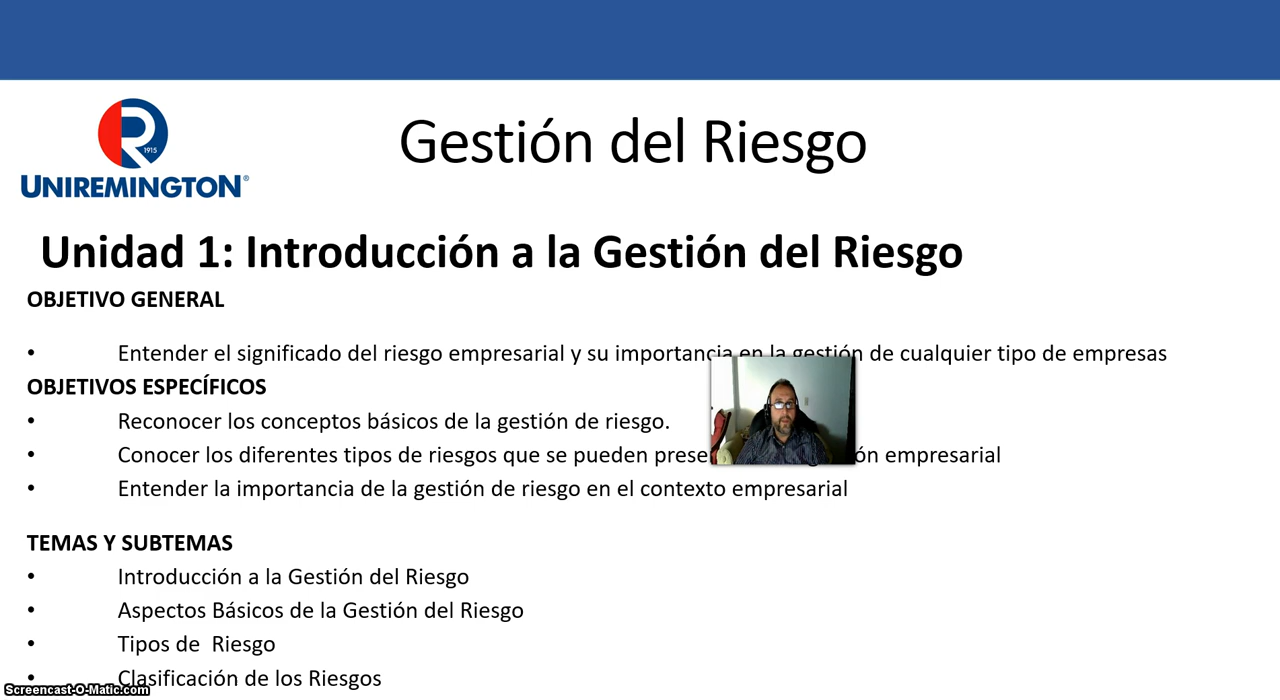 Gestión del Riesgo
1915
UNIREMINGTON®
Unidad 1: Introducción a la Gestión del Riesgo
OBJETIVO GENERAL
• Entender el significado del riesgo empresarial y su importancia en la gestión de cualquier tipo de empresas
OBJETIVOS ESPECÍFICOS
• Reconocer los conceptos básicos de la gestión de riesgo.
• Conocer los diferentes tipos de riesgos que se pueden empresarial
• Entender la importancia de la gestión de riesgo en el contexto empresarial
TEMAS Y SUBTEMAS
• Introducción a la Gestión del Riesgo
• Aspectos Básicos de la Gestión del Riesgo
• Tipos de Riesgo
• Clasificación de los Riesgos
Screencast-O-Matic.com